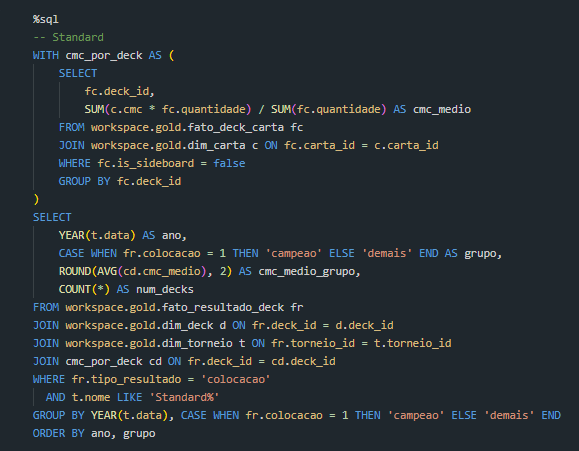 %sql
-- Standard
WITH cmc_por_deck AS (
    SELECT
        fc.deck_id,
        SUM(c.cmc * fc.quantidade) / SUM(fc.quantidade) AS cmc_medio
    FROM workspace.gold.fato_deck_carta fc
    JOIN workspace.gold.dim_carta c ON fc.carta_id = c.carta_id
    WHERE fc.is_sideboard = false
    GROUP BY fc.deck_id
)
SELECT
    YEAR(t.data) AS ano,
    CASE WHEN fr.colocacao = 1 THEN 'campeao' ELSE 'demais' END AS grupo,
    ROUND(AVG(cd.cmc_medio), 2) AS cmc_medio_grupo,
    COUNT(*) AS num_decks
FROM workspace.gold.fato_resultado_deck fr
JOIN workspace.gold.dim_deck d ON fr.deck_id = d.deck_id
JOIN workspace.gold.dim_torneio t ON fr.torneio_id = t.torneio_id
JOIN cmc_por_deck cd ON fr.deck_id = cd.deck_id
WHERE fr.tipo_resultado = 'colocacao'
  AND t.nome LIKE 'Standard%'
GROUP BY YEAR(t.data), CASE WHEN fr.colocacao = 1 THEN 'campeao' ELSE 'demais' END
ORDER BY ano, grupo